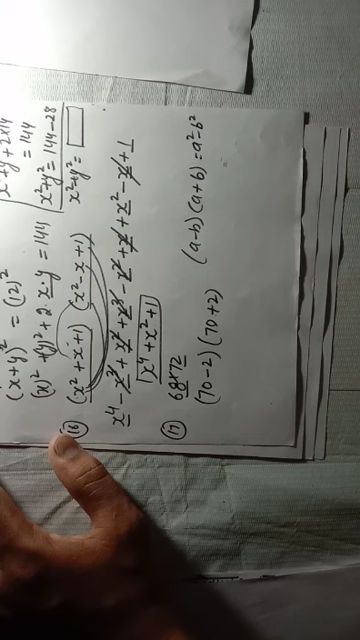 (x+y)² = (12)²
(x)² + (y)² + 2·x·y = 144
x²+y² + 2×14 = 144
x²+y² = 144-28
x²+y² =
(16) (x²+x+1) (x²-x+1)
x⁴ - x³ + x² + x³ - x² + x + x² - x + 1
x⁴+x²+1
(17) 68×72
(70-2) (70+2) (a-b) (a+b) = a²-b²